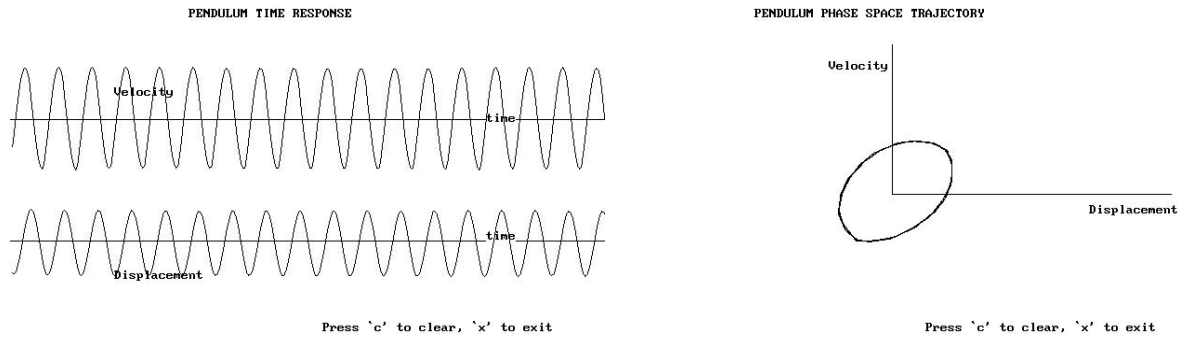 PENDULUM TIME RESPONSE
Velocity
time
time
Displacement
Press `c' to clear, `x' to exit
PENDULUM PHASE SPACE TRAJECTORY
Velocity
Displacement
Press `c' to clear, `x' to exit